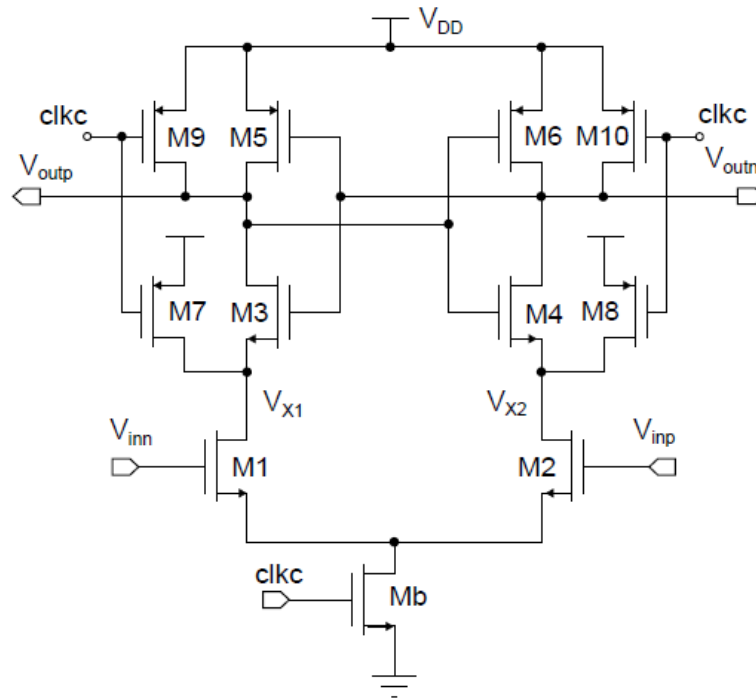 V_DD
clkc M9 M5 M6 M10 clkc
V_outp V_outn
M7 M3 M4 M8
V_X1 V_X2
V_inn M1 M2 V_inp
clkc Mb